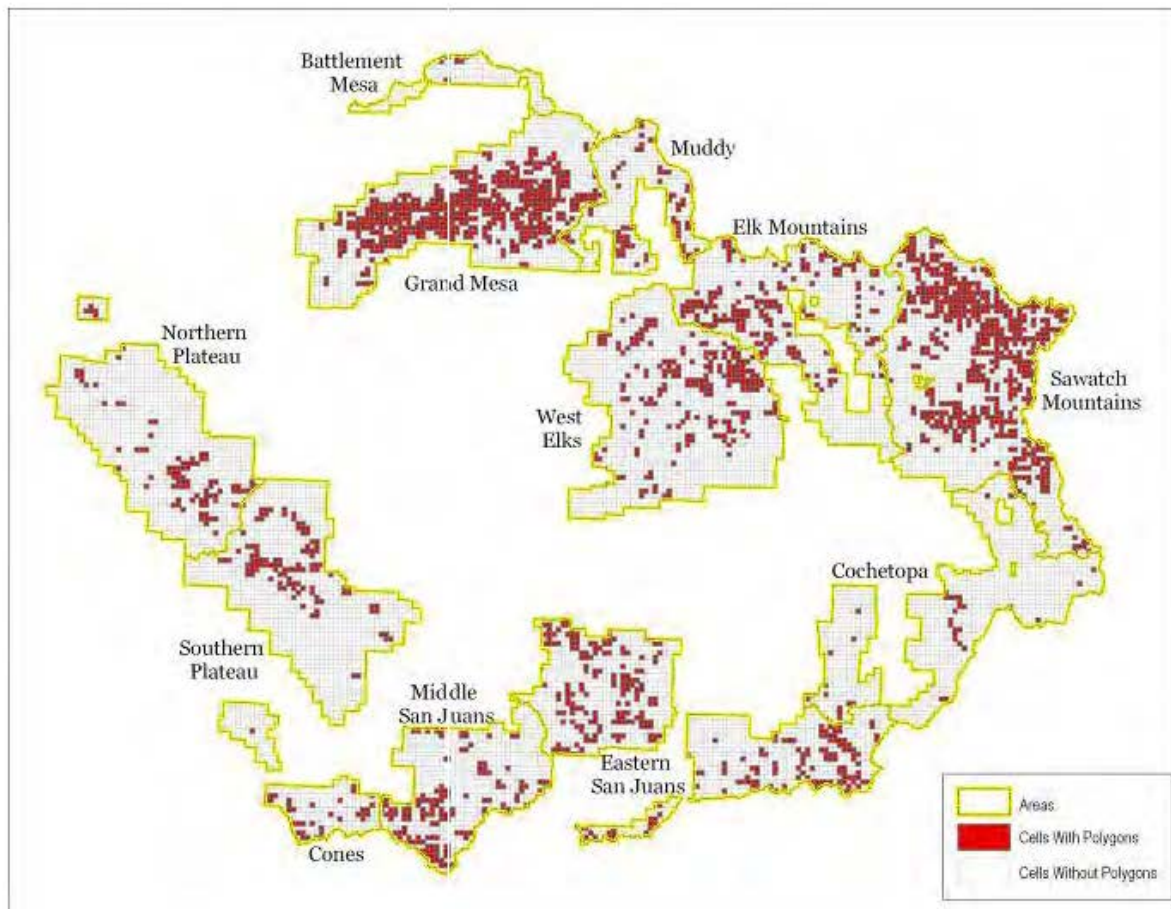 Battlement
Mesa
Muddy
Elk Mountains
Grand Mesa
Northern
Plateau
Sawatch
Mountains
West
Elks
Cochetopa
Southern
Plateau
Middle
San Juans
Eastern
San Juans
Cones
Areas
Cells With Polygons
Cells Without Polygons